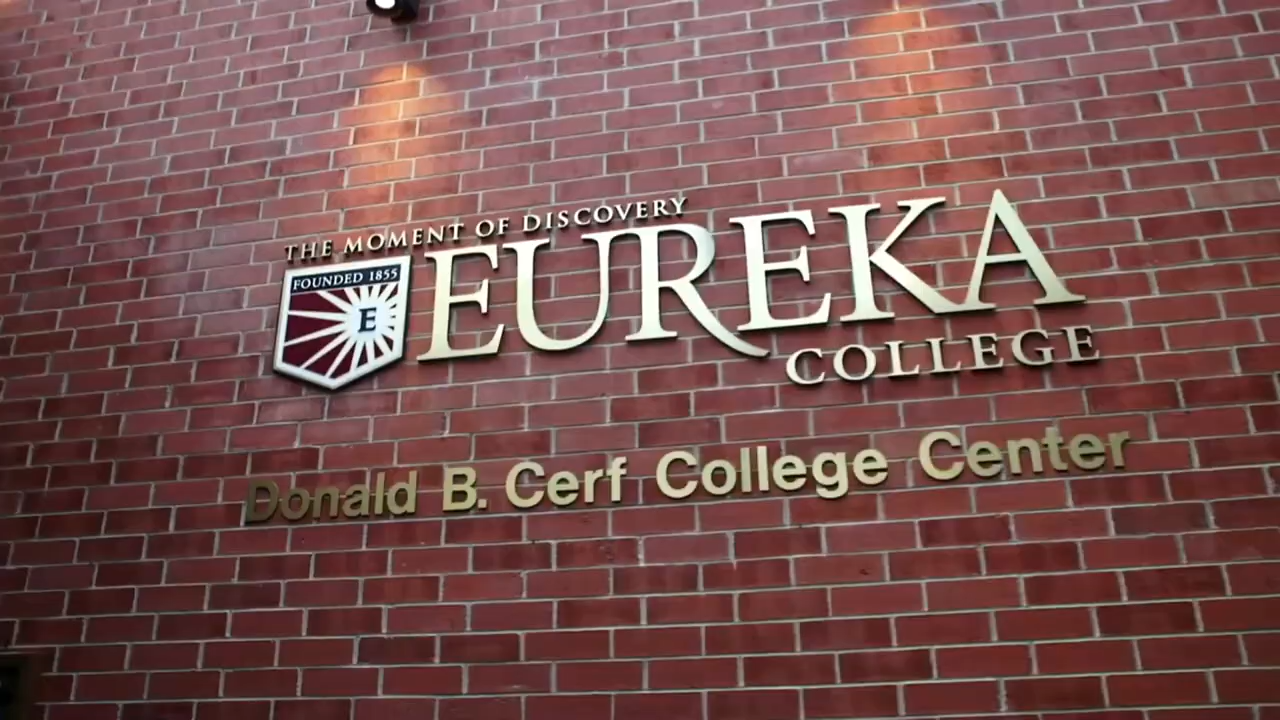 THE MOMENT OF DISCOVERY
FOUNDED 1855
E
EUREKA
COLLEGE
Donald B. Cerf College Center